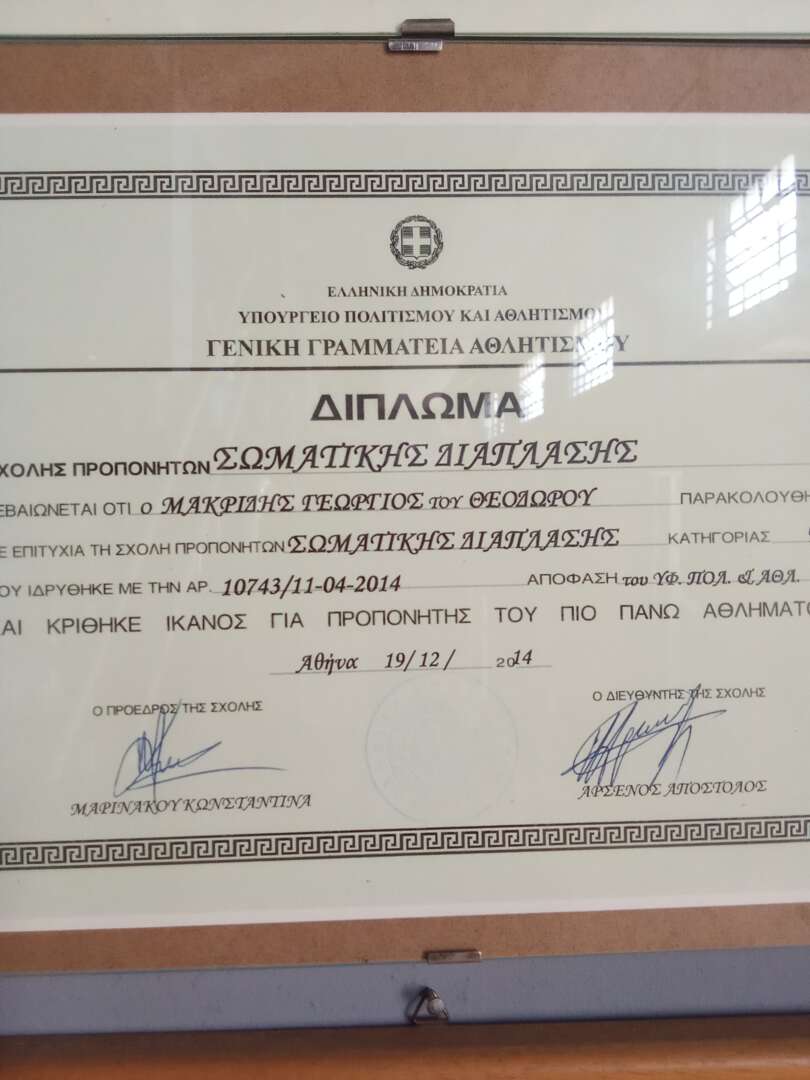 ΕΛΛΗΝΙΚΗ ΔΗΜΟΚΡΑΤΙΑ
ΥΠΟΥΡΓΕΙΟ ΠΟΛΙΤΙΣΜΟΥ ΚΑΙ ΑΘΛΗΤΙΣΜΟ
ΓΕΝΙΚΗ ΓΡΑΜΜΑΤΕΙΑ ΑΘΛΗΤΙΣΜΟΥ
ΔΙΠΛΩΜΑ
ΧΟΛΗΣ ΠΡΟΠΟΝΗΤΩΝ ΣΩΜΑΤΙΚΗΣ ΔΙΑΠΛΑΣΗΣ
ΕΒΑΙΩΝΕΤΑΙ ΟΤΙ Ο ΜΑΚΡΙΔΗΣ ΓΕΩΡΓΙΟΣ ΤΟΥ ΘΕΟΔΩΡΟΥ ΠΑΡΑΚΟΛΟΥΘΗ
Ε ΕΠΙΤΥΧΙΑ ΤΗ ΣΧΟΛΗ ΠΡΟΠΟΝΗΤΩΝ ΣΩΜΑΤΙΚΗΣ ΔΙΑΠΛΑΣΗΣ ΚΑΤΗΓΟΡΙΑΣ
ΟΥ ΙΔΡΥΘΗΚΕ ΜΕ ΤΗΝ ΑΡ. 10743/11-04-2014 ΑΠΟΦΑΣΗ του ΥΦ. ΠΟΛ. & ΑΘΛ.
ΑΙ ΚΡΙΘΗΚΕ ΙΚΑΝΟΣ ΓΙΑ ΠΡΟΠΟΝΗΤΗΣ ΤΟΥ ΠΙΟ ΠΑΝΩ ΑΘΛΗΜΑΤΟ
Αθήνα 19/12/ 2014
Ο ΠΡΟΕΔΡΟΣ ΤΗΣ ΣΧΟΛΗΣ
Ο ΔΙΕΥΘΥΝΤΗΣ ΤΗΣ ΣΧΟΛΗΣ
ΜΑΡΙΝΑΚΟΥ ΚΩΝΣΤΑΝΤΙΝΑ
ΑΡΣΕΝΟΣ ΑΠΟΣΤΟΛΟΣ